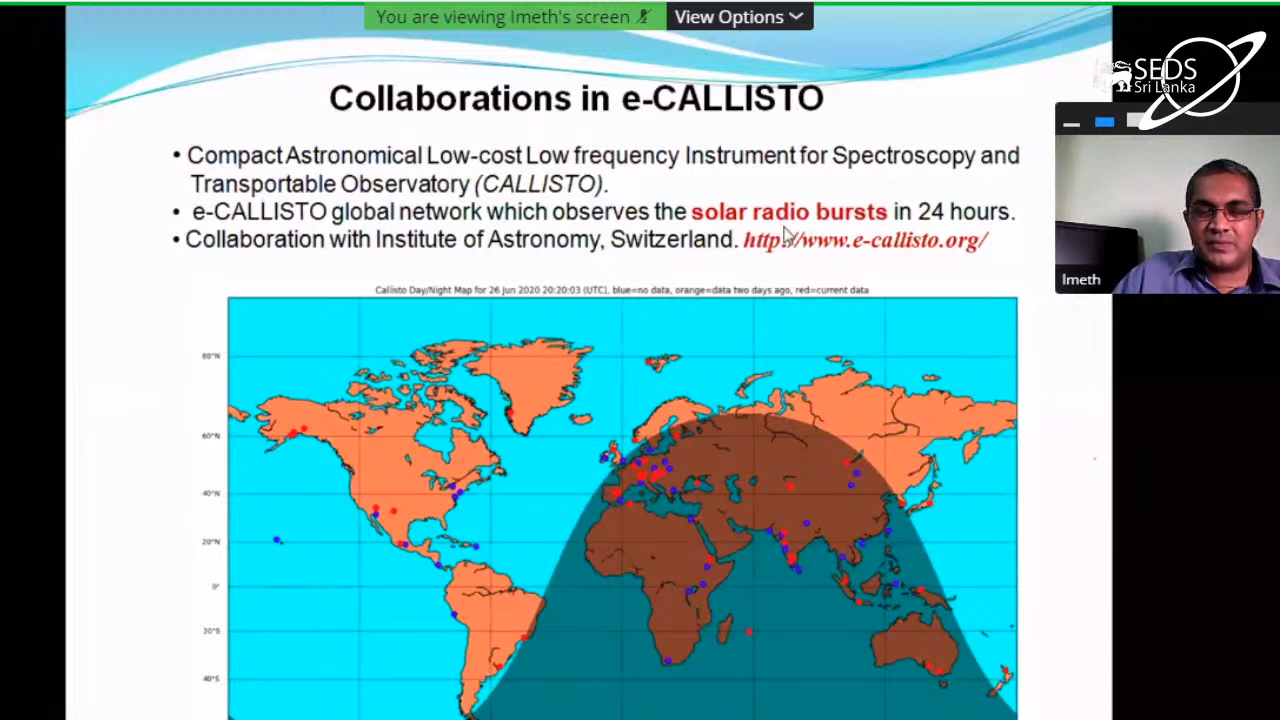 You are viewing Imeth's screen
View Options
SEDS
Sri Lanka
Collaborations in e-CALLISTO
• Compact Astronomical Low-cost Low frequency Instrument for Spectroscopy and
Transportable Observatory (CALLISTO).
• e-CALLISTO global network which observes the solar radio bursts in 24 hours.
• Collaboration with Institute of Astronomy, Switzerland. http://www.e-callisto.org/
Imeth
Callisto Day/Night Map for 26 Jun 2020 20:20:03 (UTC), blue=no data, orange=data two days ago, red=current data
80°N
60°N
40°N
20°N
0°
20°S
40°S